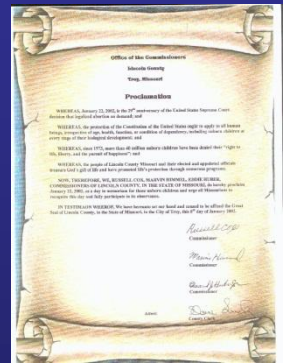 Office of the Commissioners
Lincoln County
Troy, Missouri
Proclamation
WHEREAS, January 22, 2002, is the 29th anniversary of the United States Supreme Court
decision that legalized abortion on demand; and
WHEREAS, the protection of the Constitution of the United States ought to apply to all human
beings, irrespective of age, health, function, or condition of dependency, including unborn children at
every stage of their biological development; and
WHEREAS, since 1973, more than 40 million unborn children have been denied their "right to
life, liberty, and the pursuit of happiness"; and
WHEREAS, the people of Lincoln County Missouri and their elected and appointed officials
treasure God's gift of life and have promoted life's protection through numerous programs;
NOW, THEREFORE, WE, RUSSELL COX, MARVIN KIMMEL,
COMMISSIONERS OF LINCOLN COUNTY, IN THE STATE OF MISSOURI, do hereby proclaim
January 22, 2002, as a day in memoriam for those unborn children and urge all Missourians to
recognize this day and fully participate in its observance.
IN TESTIMONY WHEREOF, We have hereunto set our hand and caused to be affixed the Great
Seal of Lincoln County, in the State of Missouri, in the City of Troy, this 8th day of January 2002.
Russell Cox
Commissioner
Commissioner
Commissioner
Attest:
County Clerk